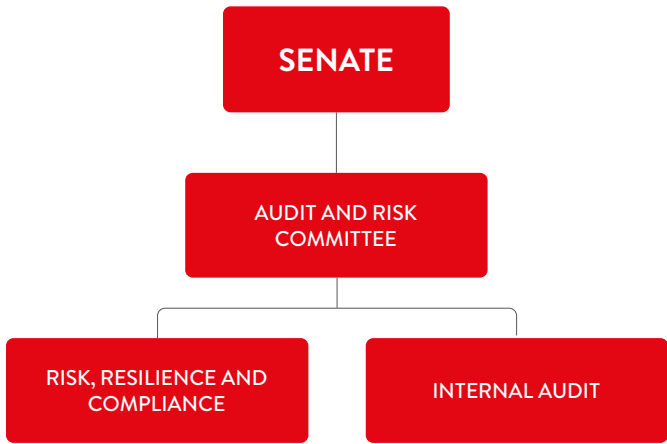 SENATE
AUDIT AND RISK
COMMITTEE
RISK, RESILIENCE AND
COMPLIANCE
INTERNAL AUDIT